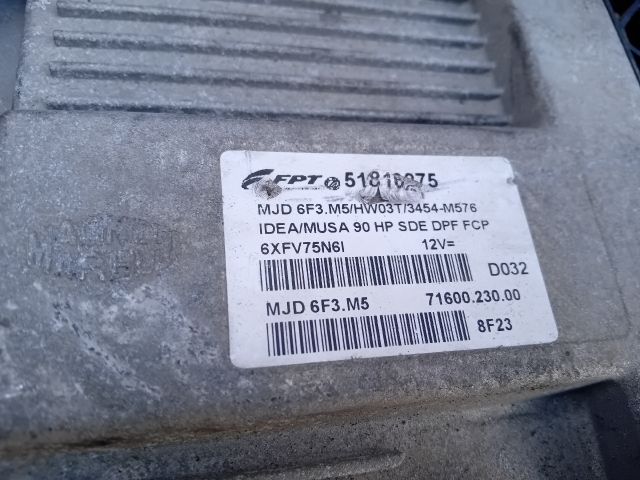 FPT 51816975
MJD 6F3.M5/HW03T/3454-M576
IDEA/MUSA 90 HP SDE DPF FCP
6XFV75N6I 12V=
D032
MJD 6F3.M5 71600.230.00
8F23